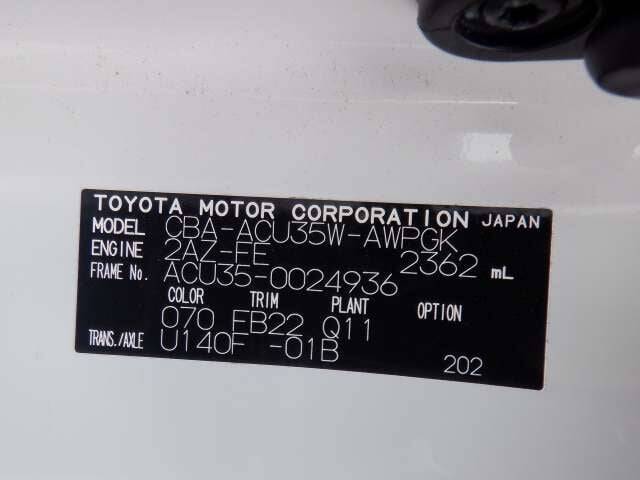 TOYOTA MOTOR CORPORATION JAPAN
MODEL CBA-ACU35W-AWPGK
ENGINE 2AZ-FE 2362 mL
FRAME No. ACU35-0024936
COLOR TRIM PLANT OPTION
070 FB22 Q11
TRANS./AXLE U140F -01B 202